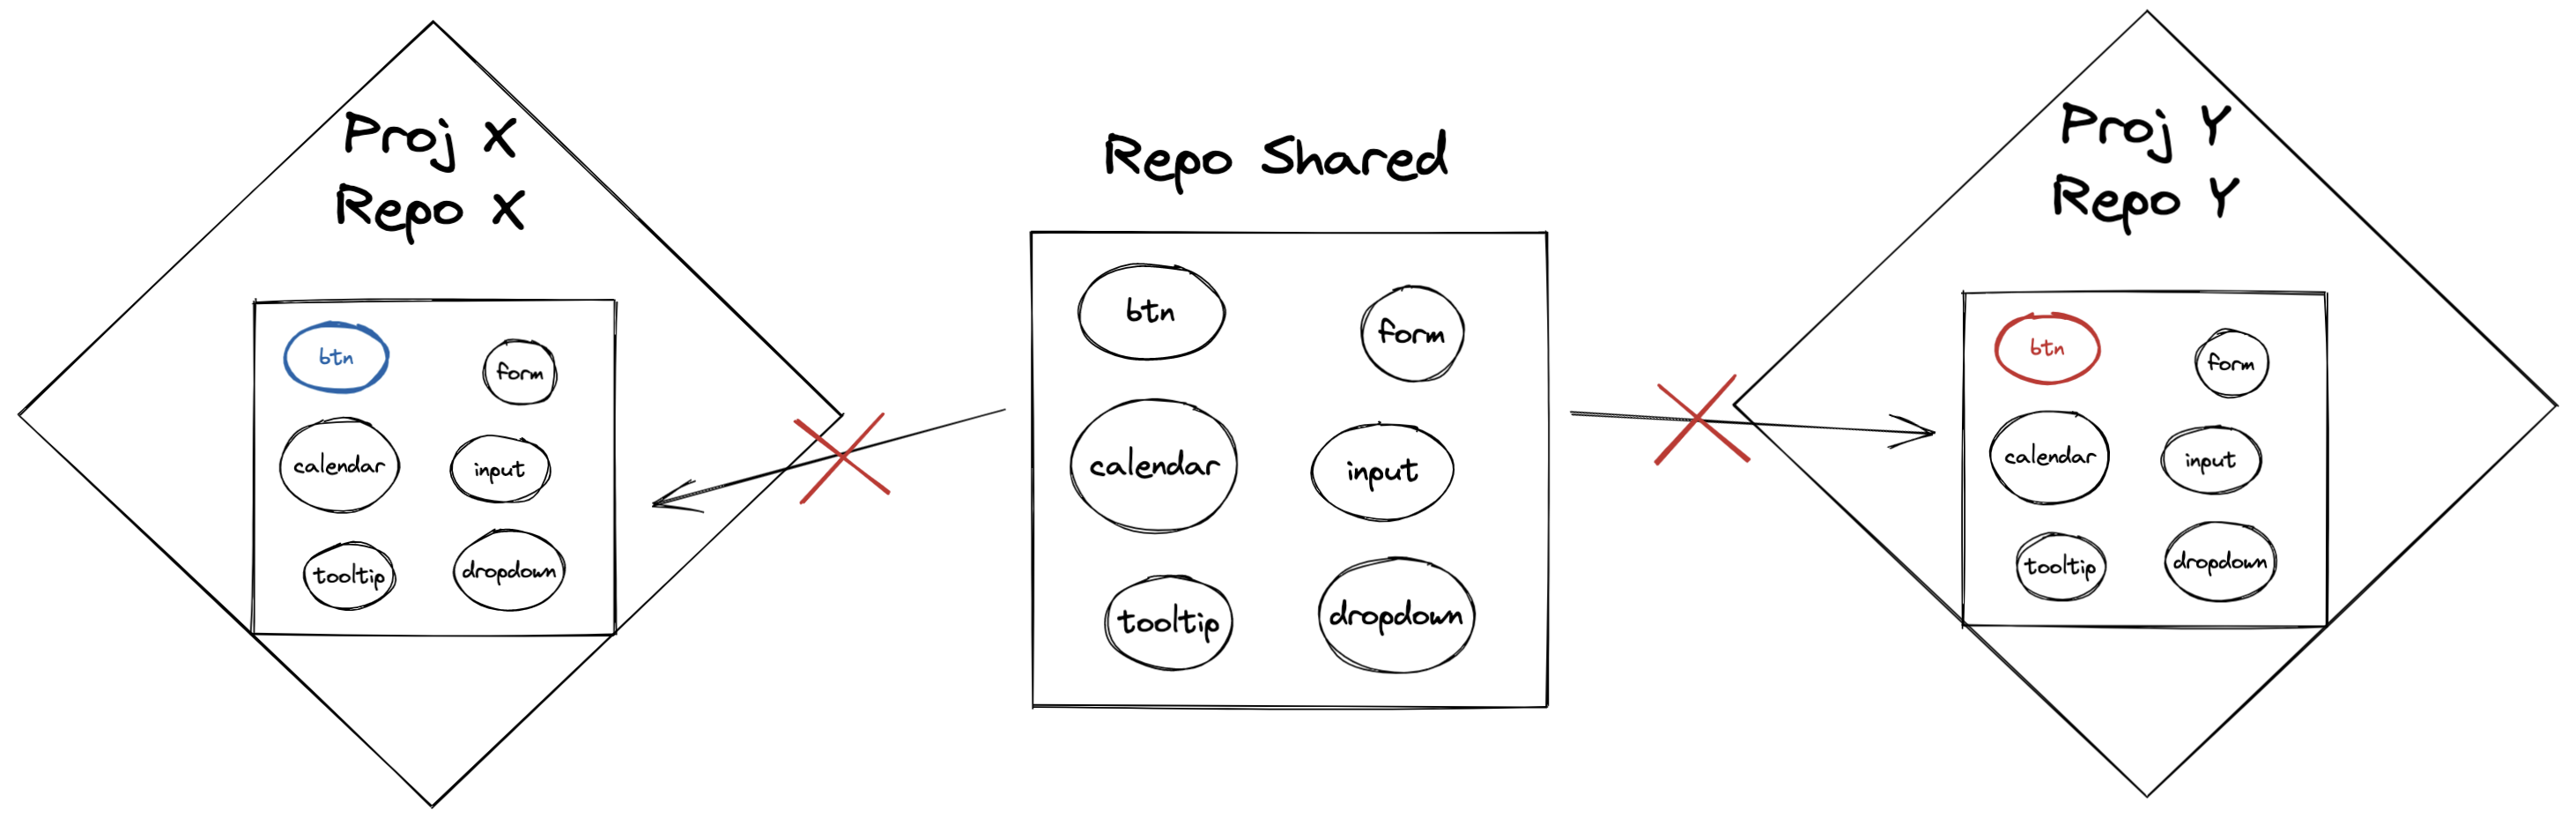 Proj X
Repo X
btn
form
calendar
input
tooltip
dropdown
Repo Shared
btn
form
calendar
input
tooltip
dropdown
Proj Y
Repo Y
btn
form
calendar
input
tooltip
dropdown